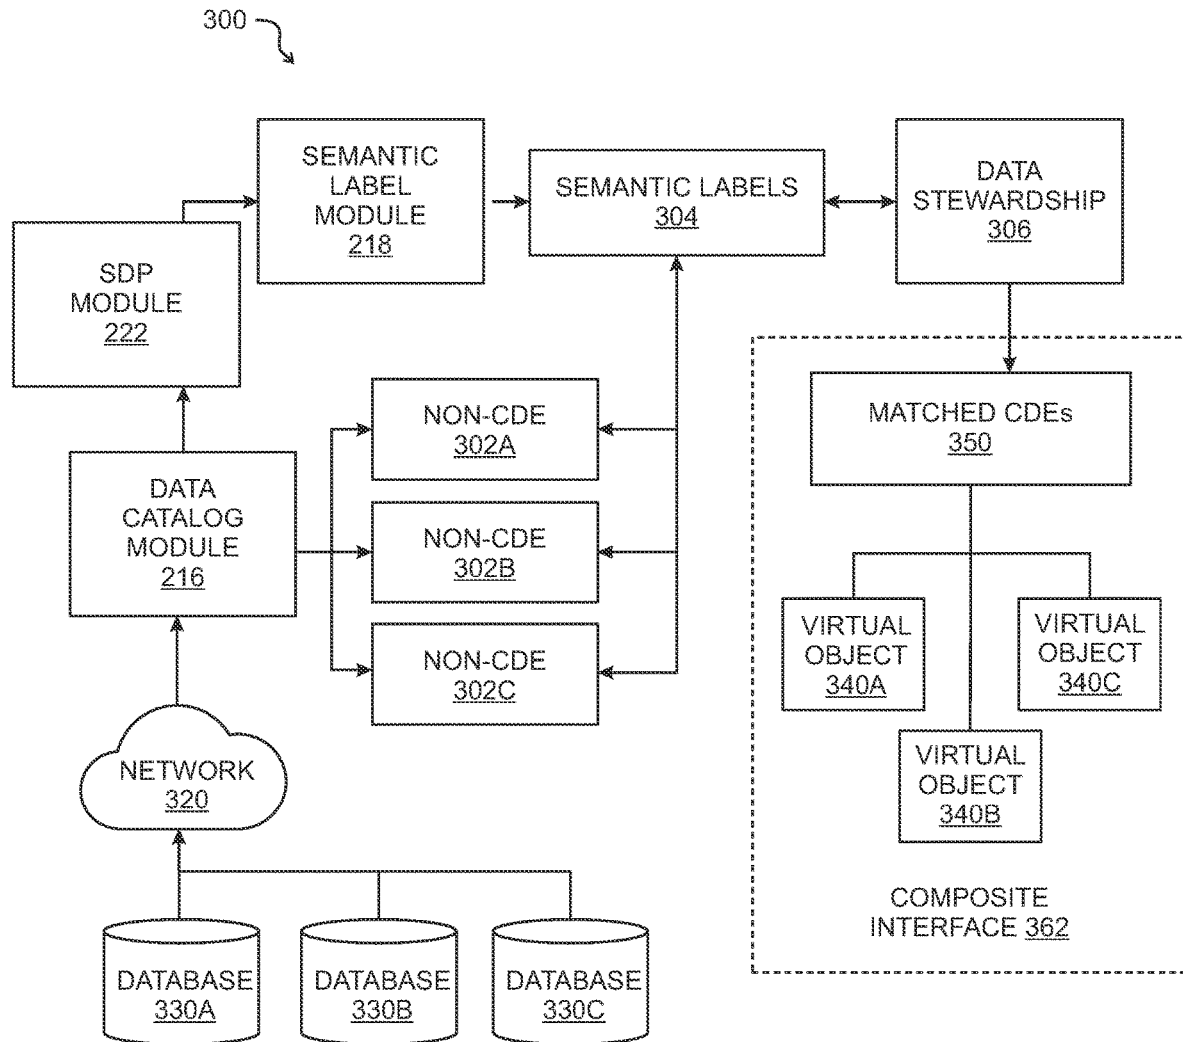 300
SEMANTIC
LABEL
MODULE
218
SEMANTIC LABELS
304
DATA
STEWARDSHIP
306
SDP
MODULE
222
NON-CDE
302A
MATCHED CDEs
350
DATA
CATALOG
MODULE
216
NON-CDE
302B
NON-CDE
302C
VIRTUAL
OBJECT
340A
VIRTUAL
OBJECT
340C
VIRTUAL
OBJECT
340B
NETWORK
320
COMPOSITE
INTERFACE 362
DATABASE
330A
DATABASE
330B
DATABASE
330C